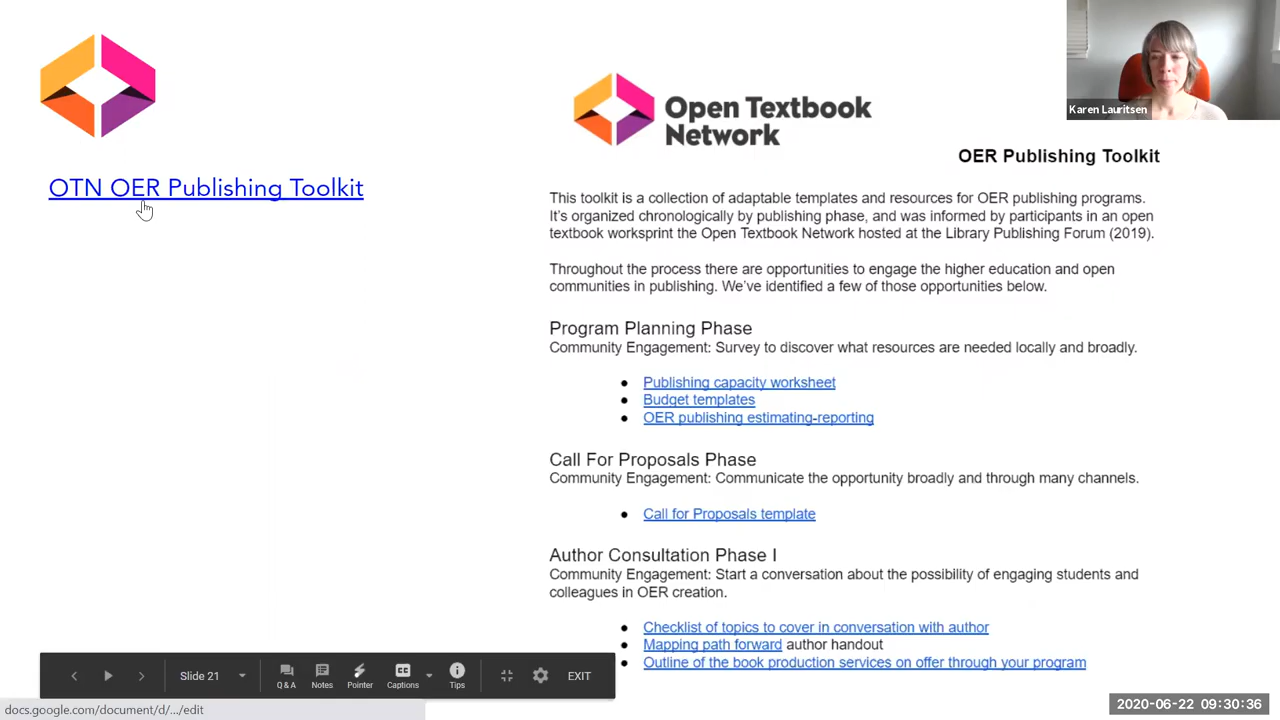 Karen Lauritsen
Open Textbook
Network
OER Publishing Toolkit
OTN OER Publishing Toolkit
This toolkit is a collection of adaptable templates and resources for OER publishing programs.
It's organized chronologically by publishing phase, and was informed by participants in an open
textbook worksprint the Open Textbook Network hosted at the Library Publishing Forum (2019).
Throughout the process there are opportunities to engage the higher education and open
communities in publishing. We've identified a few of those opportunities below.
Program Planning Phase
Community Engagement: Survey to discover what resources are needed locally and broadly.
● Publishing capacity worksheet
● Budget templates
● OER publishing estimating-reporting
Call For Proposals Phase
Community Engagement: Communicate the opportunity broadly and through many channels.
● Call for Proposals template
Author Consultation Phase I
Community Engagement: Start a conversation about the possibility of engaging students and
colleagues in OER creation.
● Checklist of topics to cover in conversation with author
● Mapping path forward author handout
● Outline of the book production services on offer through your program
Slide 21
Q & A
Notes
Pointer
CC
Captions
Tips
EXIT
docs.google.com/document/d/.../edit
2020-06-22 09:30:36